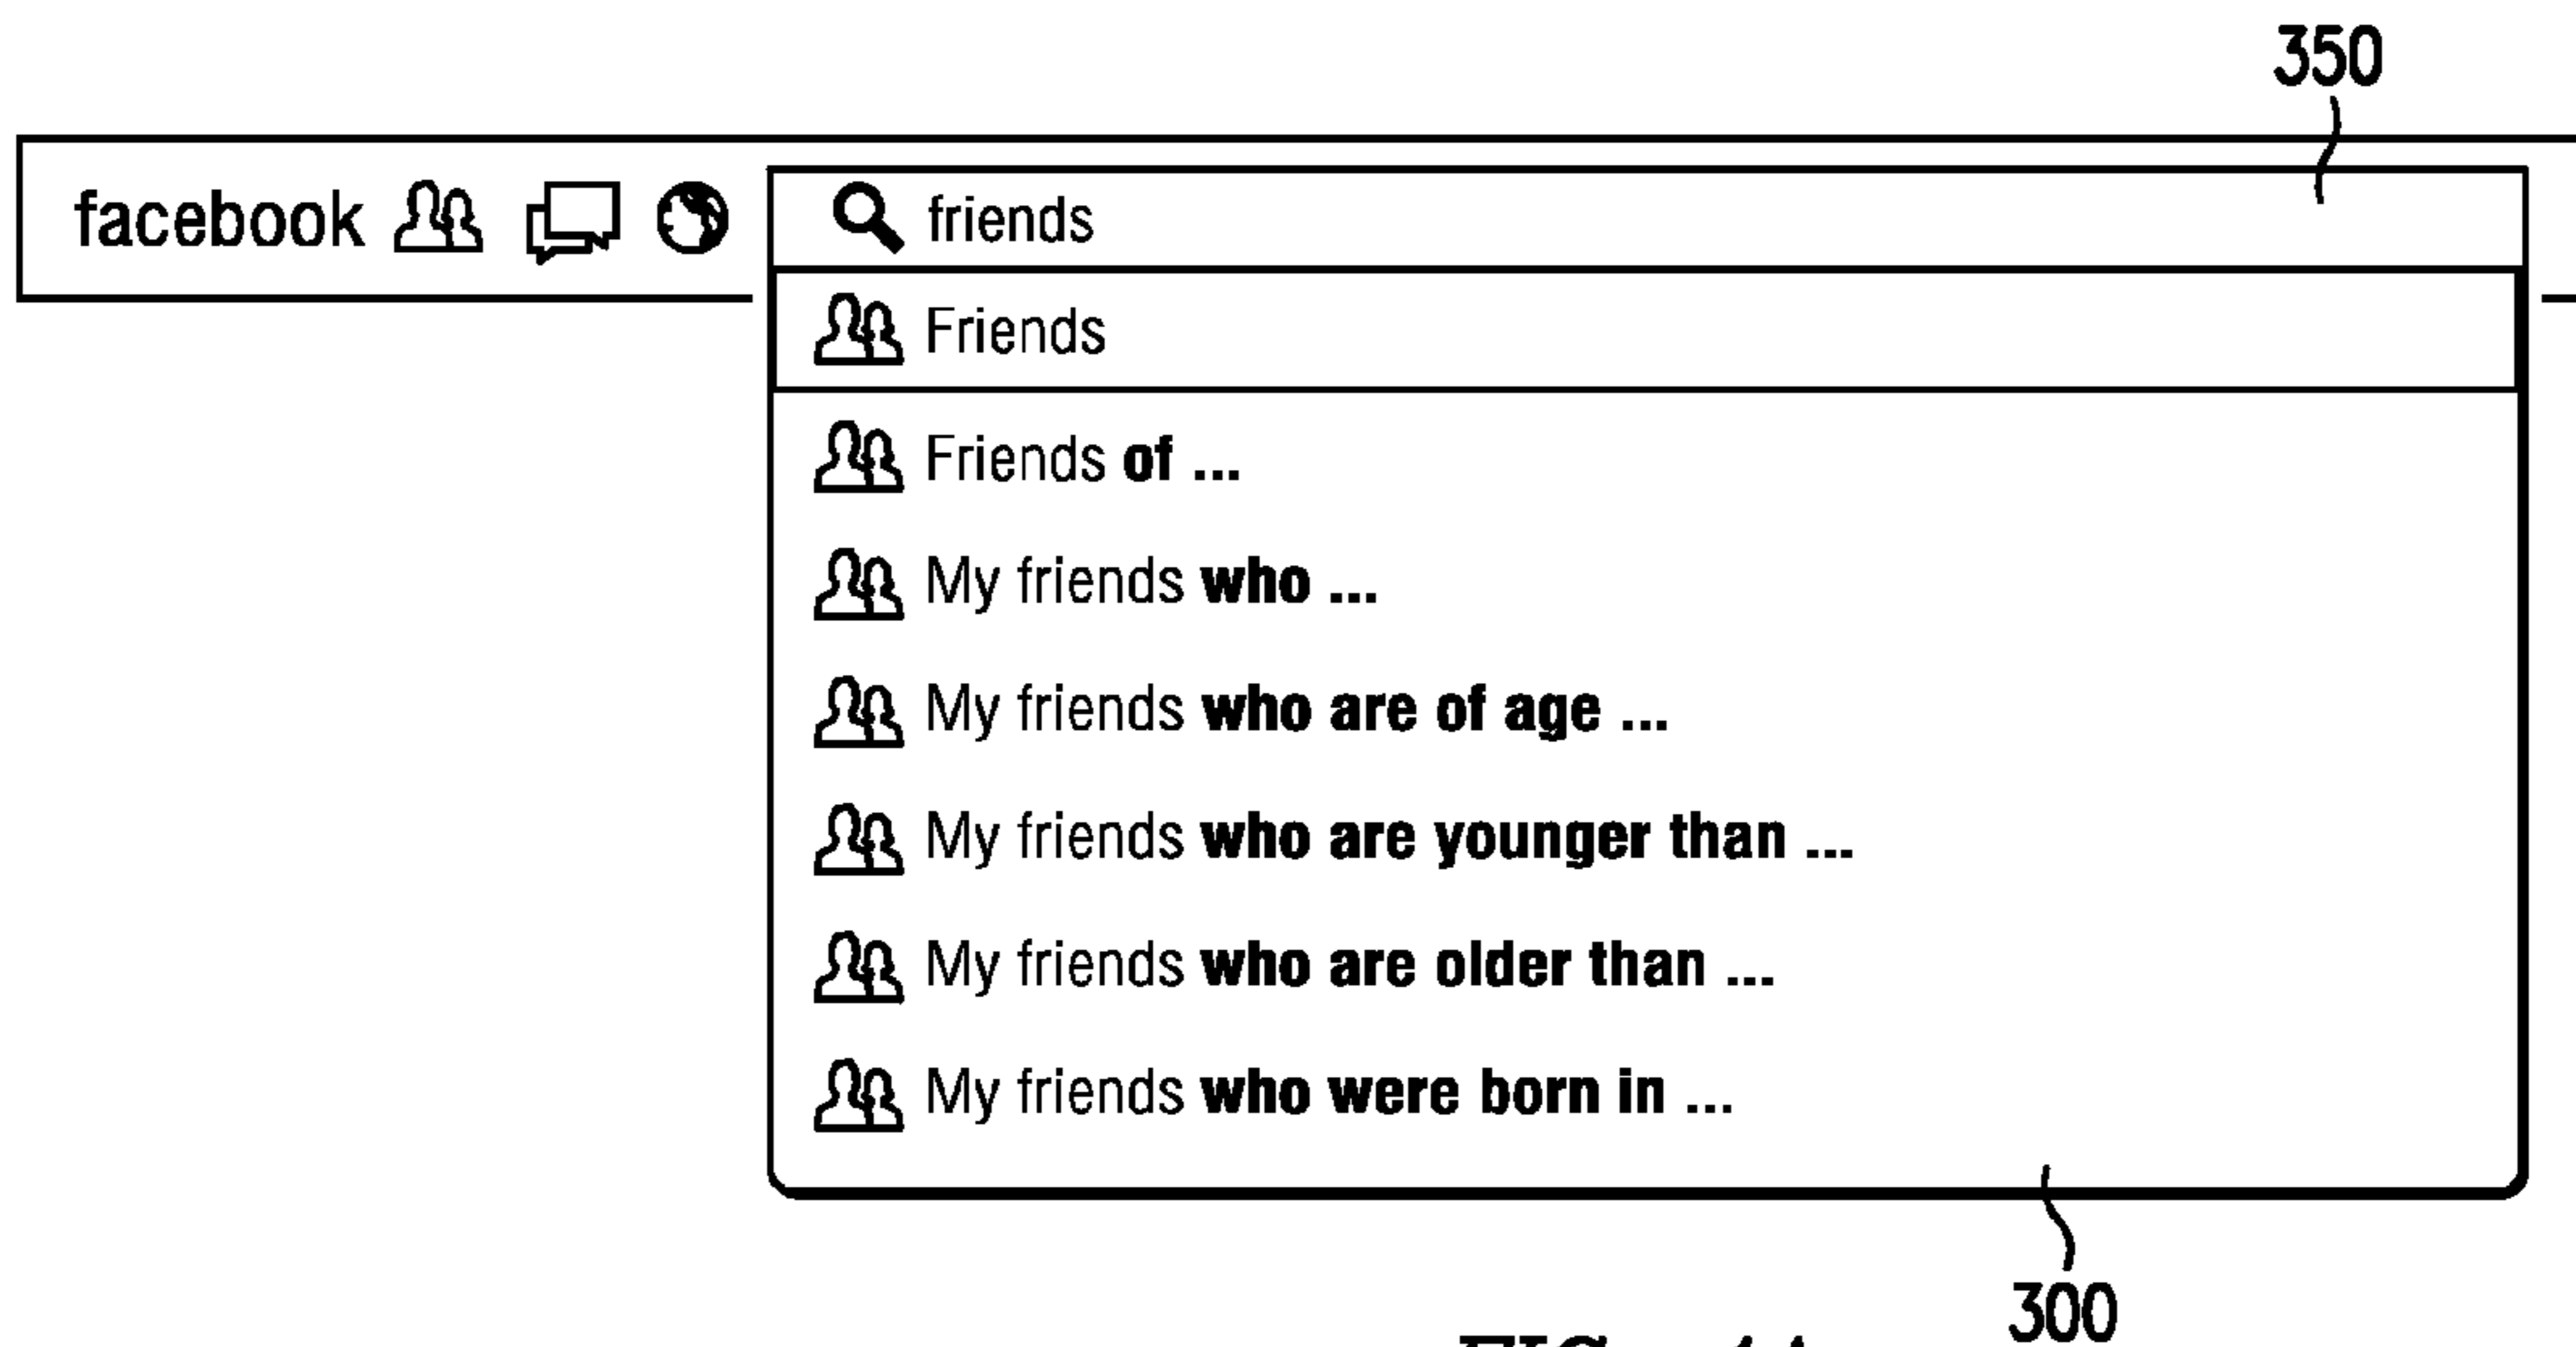 350
facebook
friends
Friends
Friends of ...
My friends who ...
My friends who are of age ...
My friends who are younger than ...
My friends who are older than ...
My friends who were born in ...
300